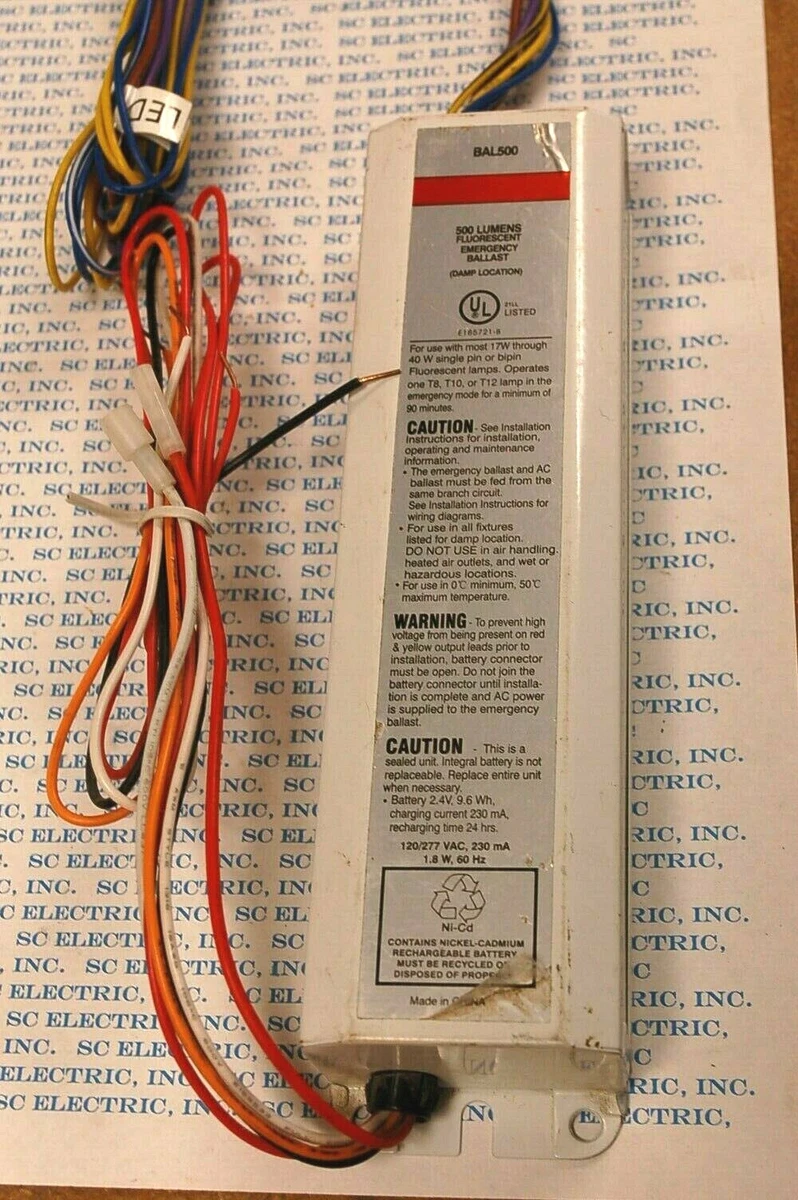 LED
BAL500
500 LUMENS
FLUORESCENT
EMERGENCY
BALLAST
(DAMP LOCATION)
UL
21LL
LISTED
E165721-B
For use with most 17W through
40 W single pin or bipin
Fluorescent lamps. Operates
one T8, T10, or T12 lamp in the
emergency mode for a minimum of
90 minutes.
CAUTION - See Installation
Instructions for installation,
operating and maintenance
information.
• The emergency ballast and AC
ballast must be fed from the
same branch circuit.
See Installation Instructions for
wiring diagrams.
• For use in all fixtures
listed for damp location.
DO NOT USE in air handling,
heated air outlets, and wet or
hazardous locations.
• For use in 0℃ minimum, 50℃
maximum temperature.
WARNING - To prevent high
voltage from being present on red
& yellow output leads prior to
installation, battery connector
must be open. Do not join the
battery connector until installa-
tion is complete and AC power
is supplied to the emergency
ballast.
CAUTION - This is a
sealed unit. Integral battery is not
replaceable. Replace entire unit
when necessary.
• Battery 2.4V, 9.6 Wh,
charging current 230 mA,
recharging time 24 hrs.
120/277 VAC, 230 mA
1.8 W, 60 Hz
Ni-Cd
CONTAINS NICKEL-CADMIUM
RECHARGEABLE BATTERY
MUST BE RECYCLED
DISPOSED OF
Made in CHINA
SC ELECTRIC, INC. SC ELECTRIC, INC.